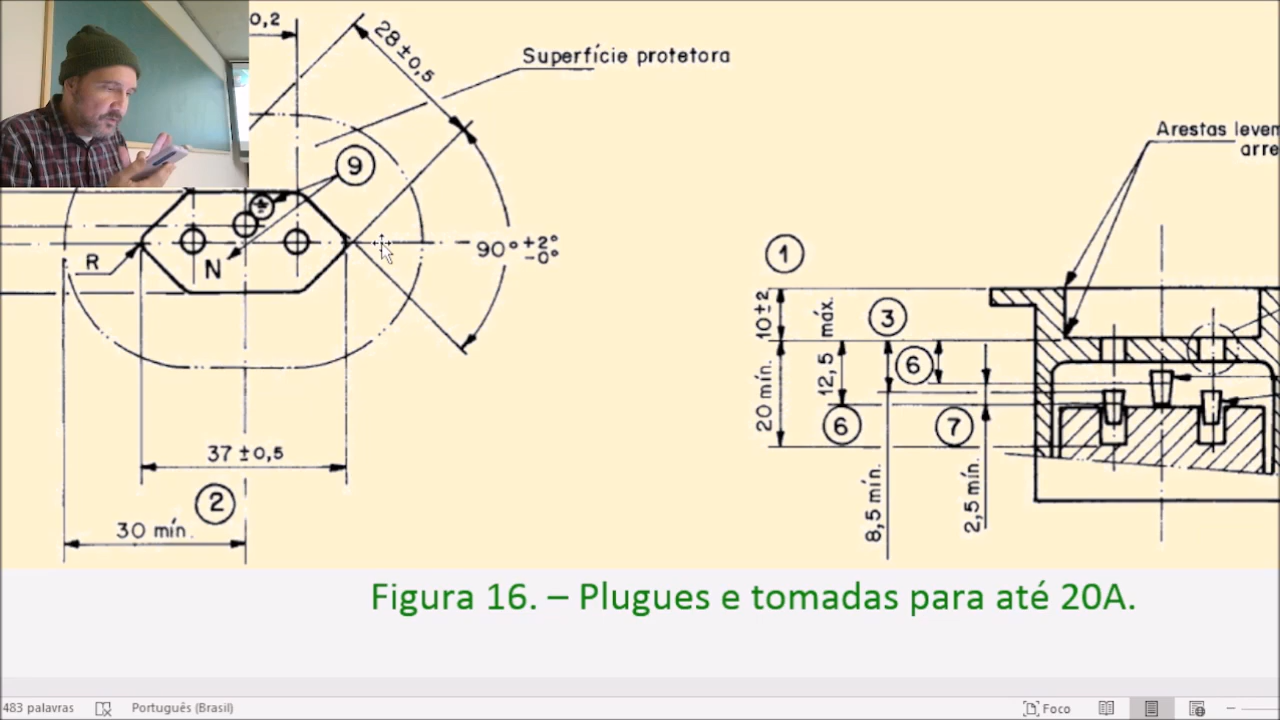 0,2
28±0,5
Superfície protetora
9
R
N
90° +2° -0°
37 ±0,5
2
30 mín.
Arestas
arre
1
10±2
máx.
3
12,5
6
20 mín.
6
7
8,5 mín.
2,5 mín.
Figura 16. – Plugues e tomadas para até 20A.
483 palavras
Português (Brasil)
Foco